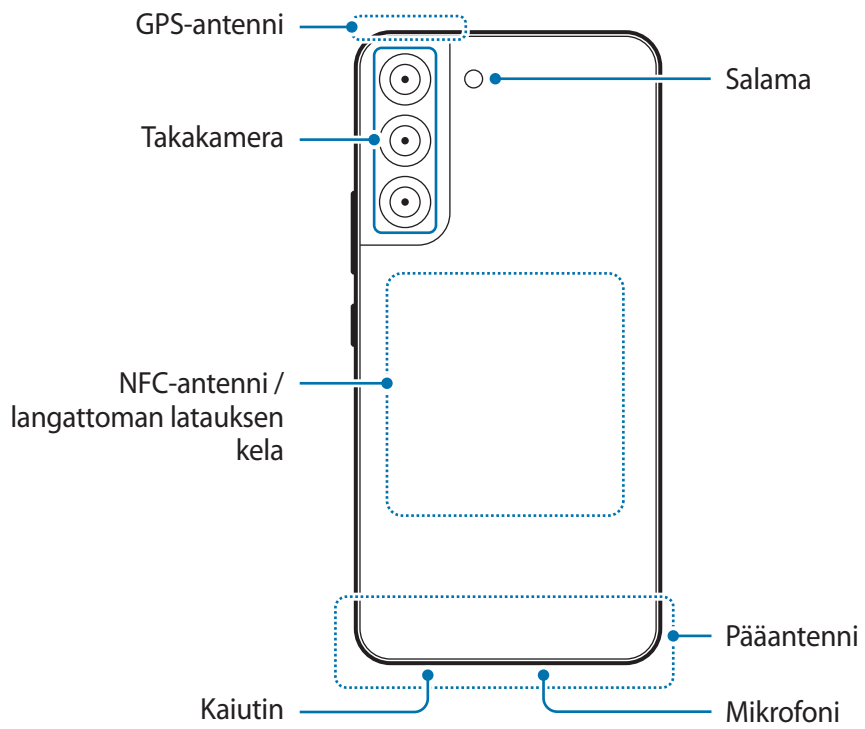 GPS-antenni
Salama
Takakamera
NFC-antenni /
langattoman latauksen
kela
Pääantenni
Kaiutin
Mikrofoni